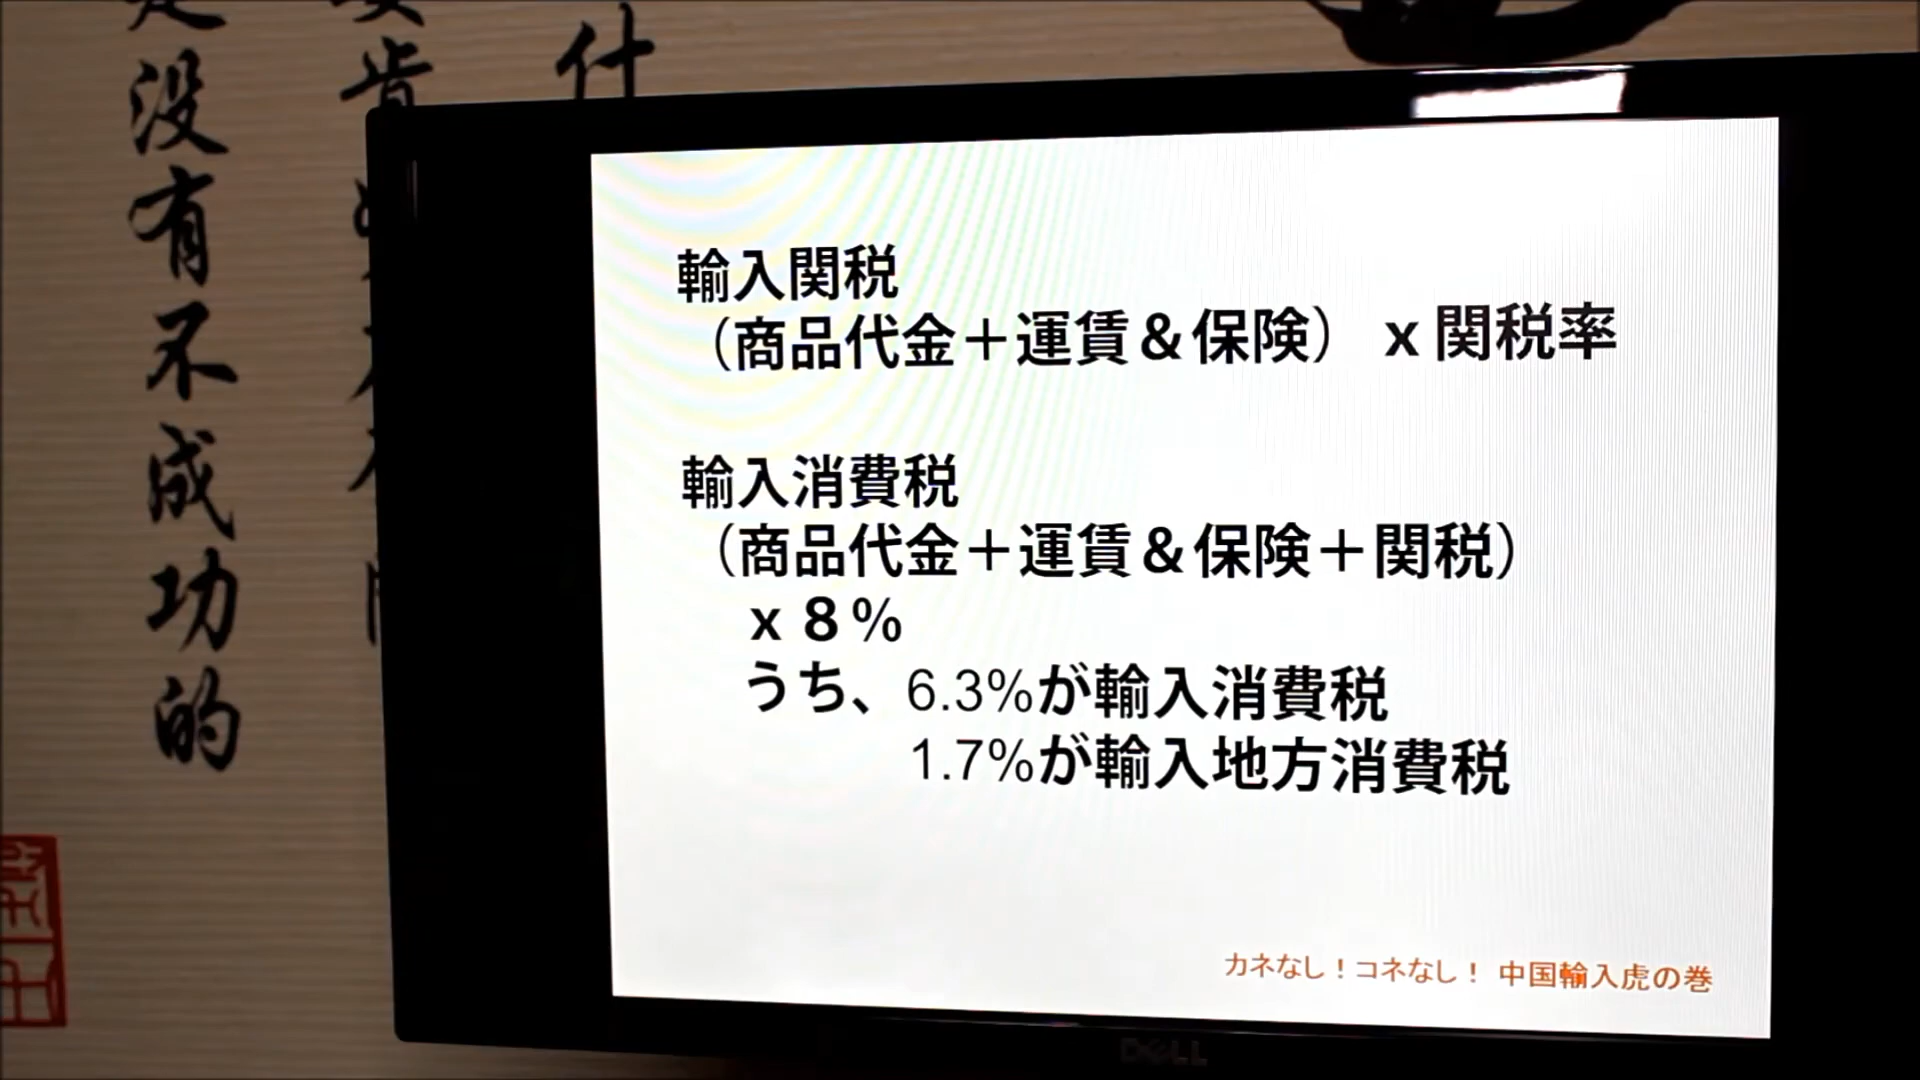 什
肯
没有不成功的
輸入関税
（商品代金＋運賃＆保険） x 関税率
輸入消費税
（商品代金＋運賃＆保険＋関税）
x 8%
うち、6.3%が輸入消費税
1.7%が輸入地方消費税
カネなし！コネなし！ 中国輸入虎の巻
DELL